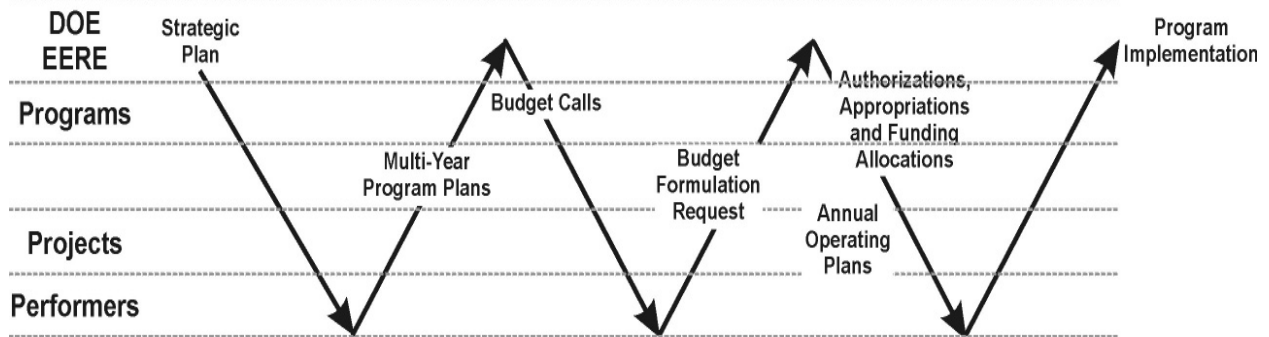 DOE
EERE
Programs
Projects
Performers
Strategic
Plan
Multi-Year
Program Plans
Budget Calls
Budget
Formulation
Request
Authorizations,
Appropriations
and Funding
Allocations
Annual
Operating
Plans
Program
Implementation